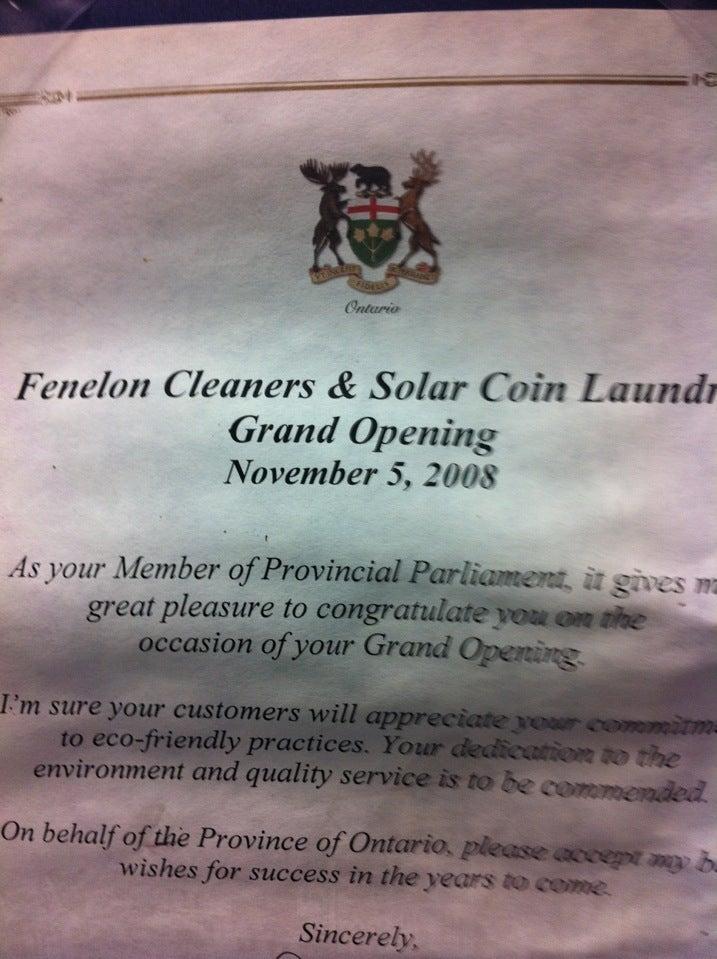 FIDELIS
Ontario
Fenelon Cleaners & Solar Coin Laundr
Grand Opening
November 5, 2008
As your Member of Provincial Parliament, it gives m
great pleasure to congratulate you on the
occasion of your Grand Opening.
I'm sure your customers will appreciate your commitm
to eco-friendly practices. Your dedication to the
environment and quality service is to be commended.
On behalf of the Province of Ontario, please accept my b
wishes for success in the years to come.
Sincerely,